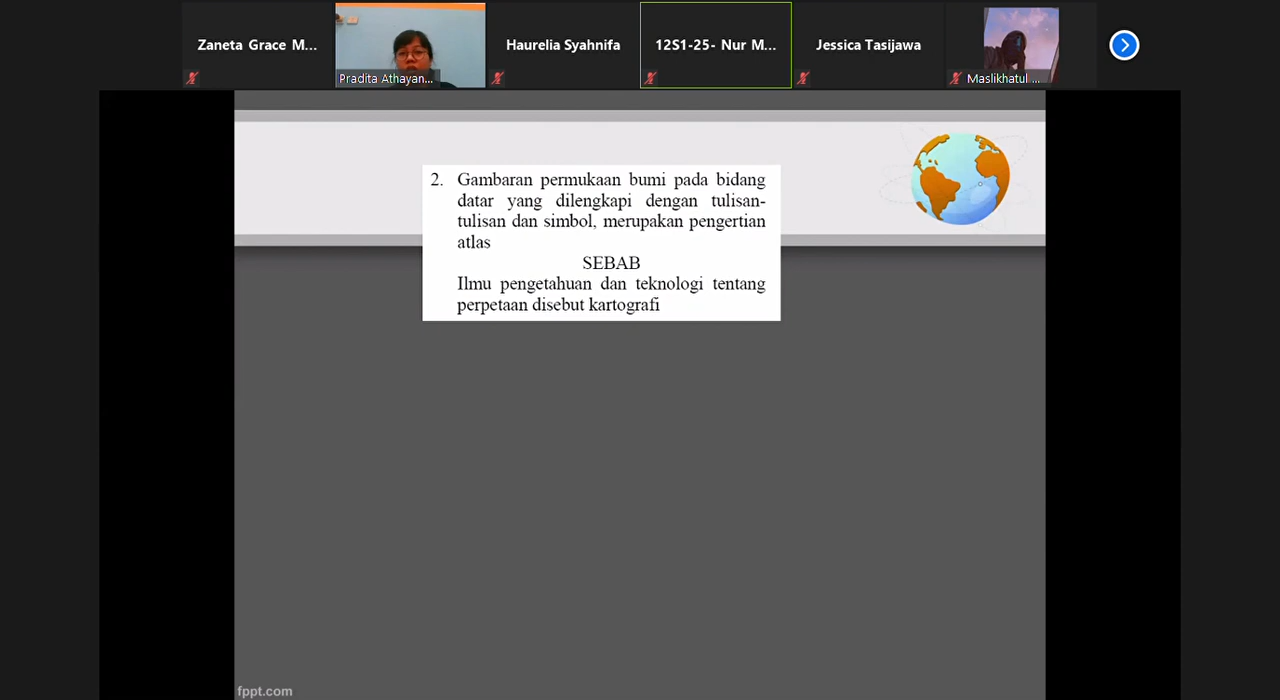 Zaneta Grace M...
Pradita Athayan...
Haurelia Syahnifa
12S1-25- Nur M...
Jessica Tasijawa
Maslikhatul ...
2. Gambaran permukaan bumi pada bidang
datar yang dilengkapi dengan tulisan-
tulisan dan simbol, merupakan pengertian
atlas
SEBAB
Ilmu pengetahuan dan teknologi tentang
perpetaan disebut kartografi
fppt.com